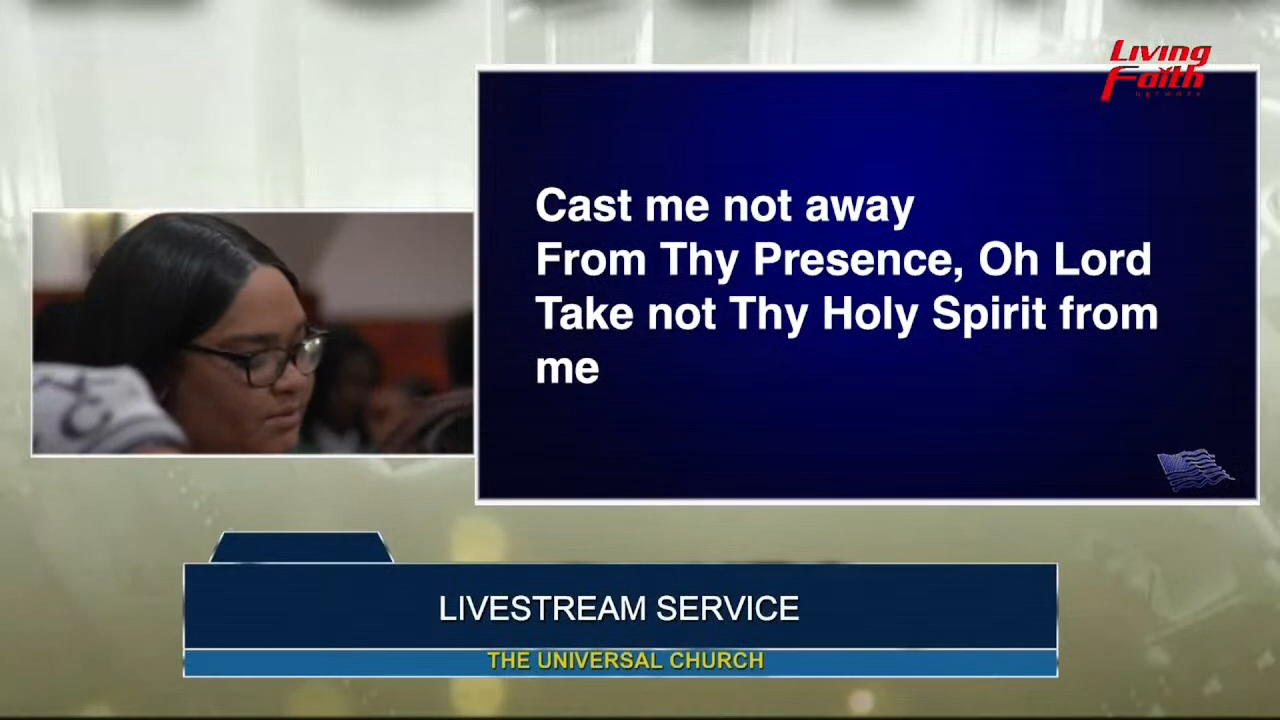 Living
Faith
NETWORK
Cast me not away
From Thy Presence, Oh Lord
Take not Thy Holy Spirit from
me
LIVESTREAM SERVICE
THE UNIVERSAL CHURCH